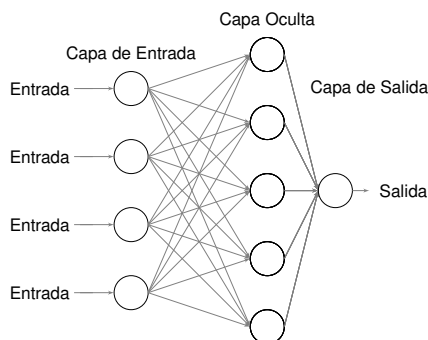 Capa Oculta
Capa de Entrada
Capa de Salida
Entrada
Entrada
Salida
Entrada
Entrada